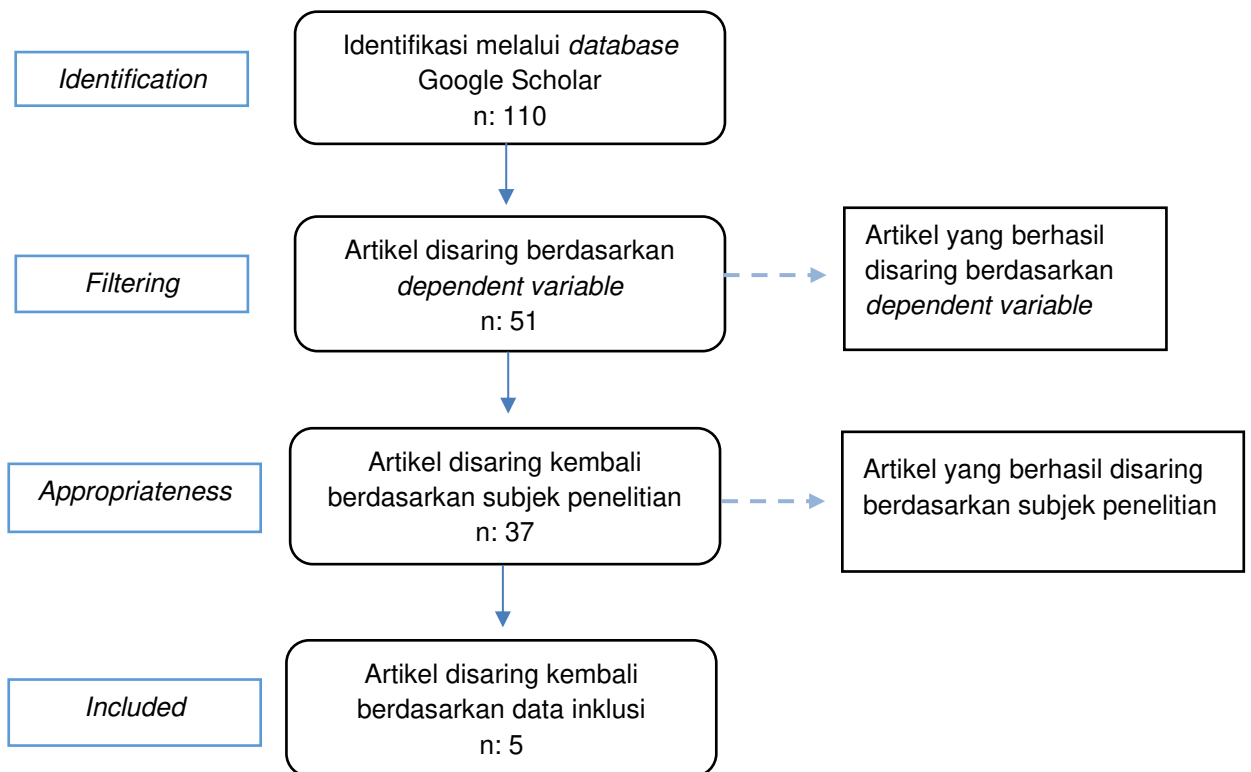 Identification
Identifikasi melalui database
Google Scholar
n: 110
Filtering
Artikel disaring berdasarkan
dependent variable
n: 51
Artikel yang berhasil
disaring berdasarkan
dependent variable
Appropriateness
Artikel disaring kembali
berdasarkan subjek penelitian
n: 37
Artikel yang berhasil disaring
berdasarkan subjek penelitian
Included
Artikel disaring kembali
berdasarkan data inklusi
n: 5